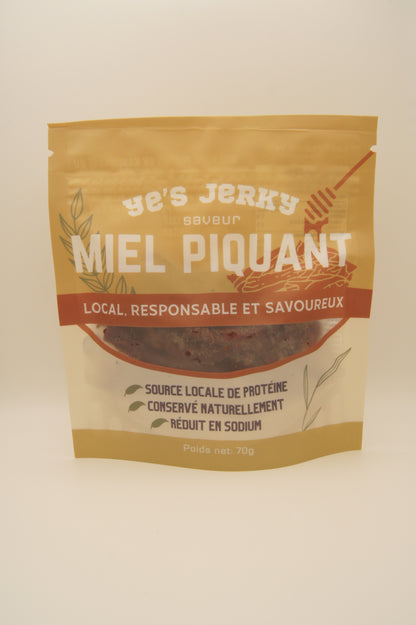 Ye's Jerky
saveur
MIEL PIQUANT
LOCAL, RESPONSABLE ET SAVOUREUX
SOURCE LOCALE DE PROTÉINE
CONSERVÉ NATURELLEMENT
RÉDUIT EN SODIUM
Poids net: 70g